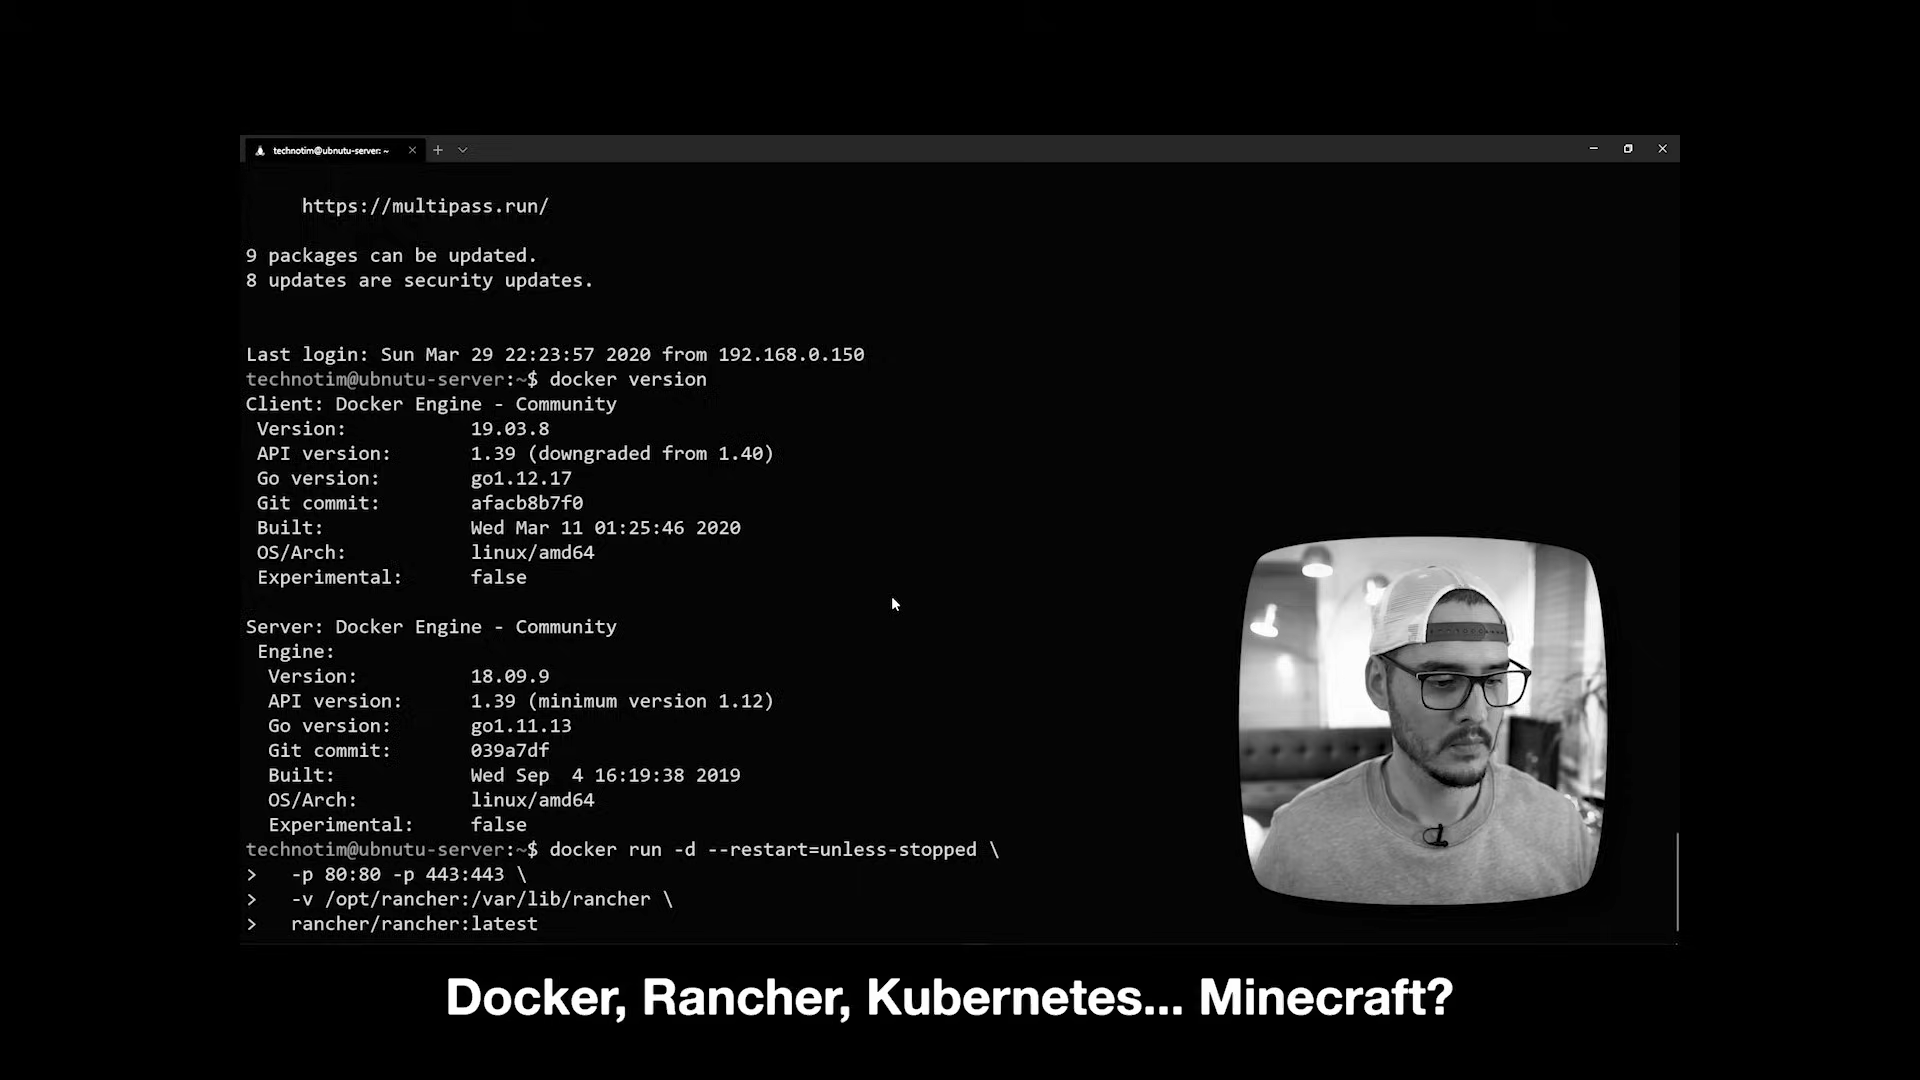 technotim@ubnutu-server: ~
https://multipass.run/
9 packages can be updated.
8 updates are security updates.
Last login: Sun Mar 29 22:23:57 2020 from 192.168.0.150
technotim@ubnutu-server:~$ docker version
Client: Docker Engine - Community
Version: 19.03.8
API version: 1.39 (downgraded from 1.40)
Go version: go1.12.17
Git commit: afacb8b7f0
Built: Wed Mar 11 01:25:46 2020
OS/Arch: linux/amd64
Experimental: false
Server: Docker Engine - Community
Engine:
Version: 18.09.9
API version: 1.39 (minimum version 1.12)
Go version: go1.11.13
Git commit: 039a7df
Built: Wed Sep  4 16:19:38 2019
OS/Arch: linux/amd64
Experimental: false
technotim@ubnutu-server:~$ docker run -d --restart=unless-stopped \
>   -p 80:80 -p 443:443 \
>   -v /opt/rancher:/var/lib/rancher \
>   rancher/rancher:latest
Docker, Rancher, Kubernetes... Minecraft?